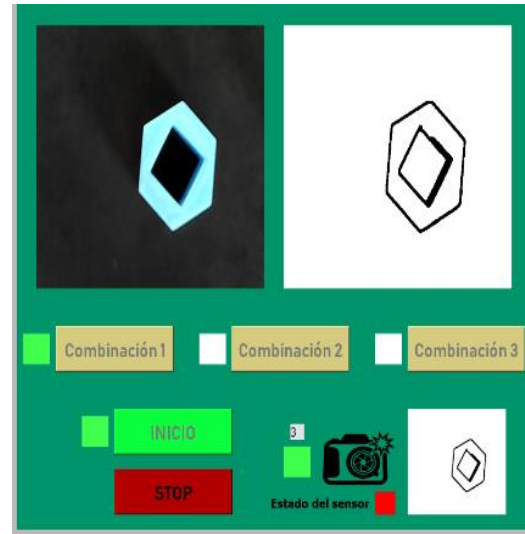 Combinación 1
Combinación 2
Combinación 3
INICIO
3
STOP
Estado del sensor